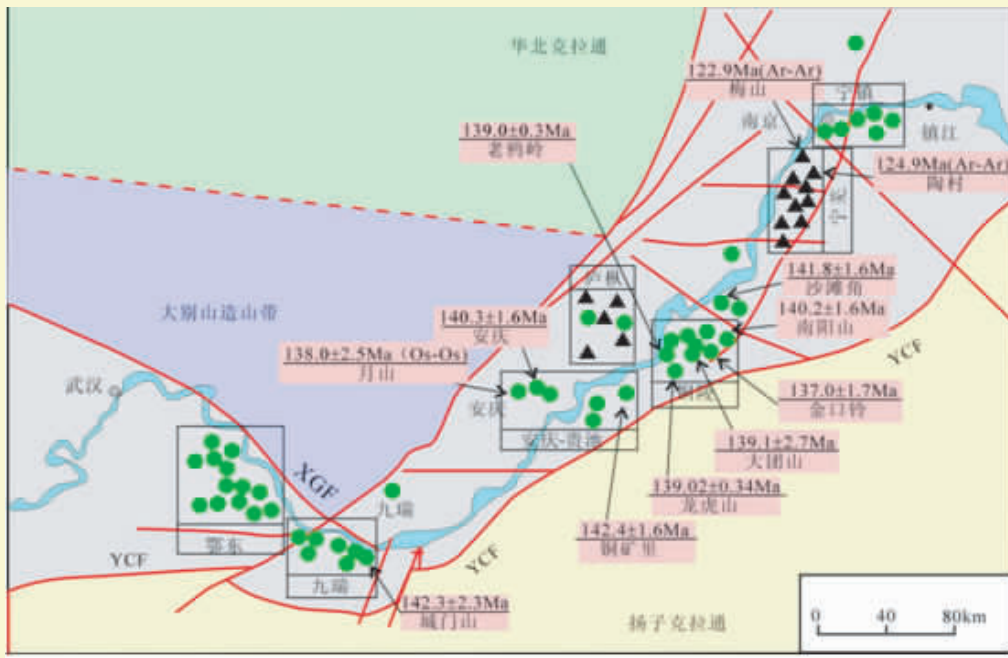 华北克拉通
122.9Ma(Ar-Ar)
梅山
宁镇
南京
镇江
139.0±0.3Ma
老鸦岭
124.9Ma(Ar-Ar)
陶村
宁芜
庐枞
141.8±1.6Ma
沙滩角
大别山造山带
140.3±1.6Ma
安庆
140.2±1.6Ma
南阳山
138.0±2.5Ma（Os-Os）
月山
YCF
武汉
安庆
铜陵
137.0±1.7Ma
金口铃
安庆-贵池
139.1±2.7Ma
大团山
XGF
139.02±0.34Ma
龙虎山
九瑞
142.4±1.6Ma
铜矿里
鄂东
YCF
YCF
九瑞
142.3±2.3Ma
城门山
扬子克拉通
0 40 80km